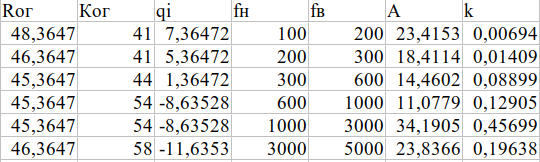 Rог Ког qi fн fв A k
48,3647 41 7,36472 100 200 23,4153 0,00694
46,3647 41 5,36472 200 300 18,4114 0,01409
45,3647 44 1,36472 300 600 14,4602 0,08899
45,3647 54 -8,63528 600 1000 11,0779 0,12905
45,3647 54 -8,63528 1000 3000 34,1905 0,45699
46,3647 58 -11,6353 3000 5000 23,8366 0,19638